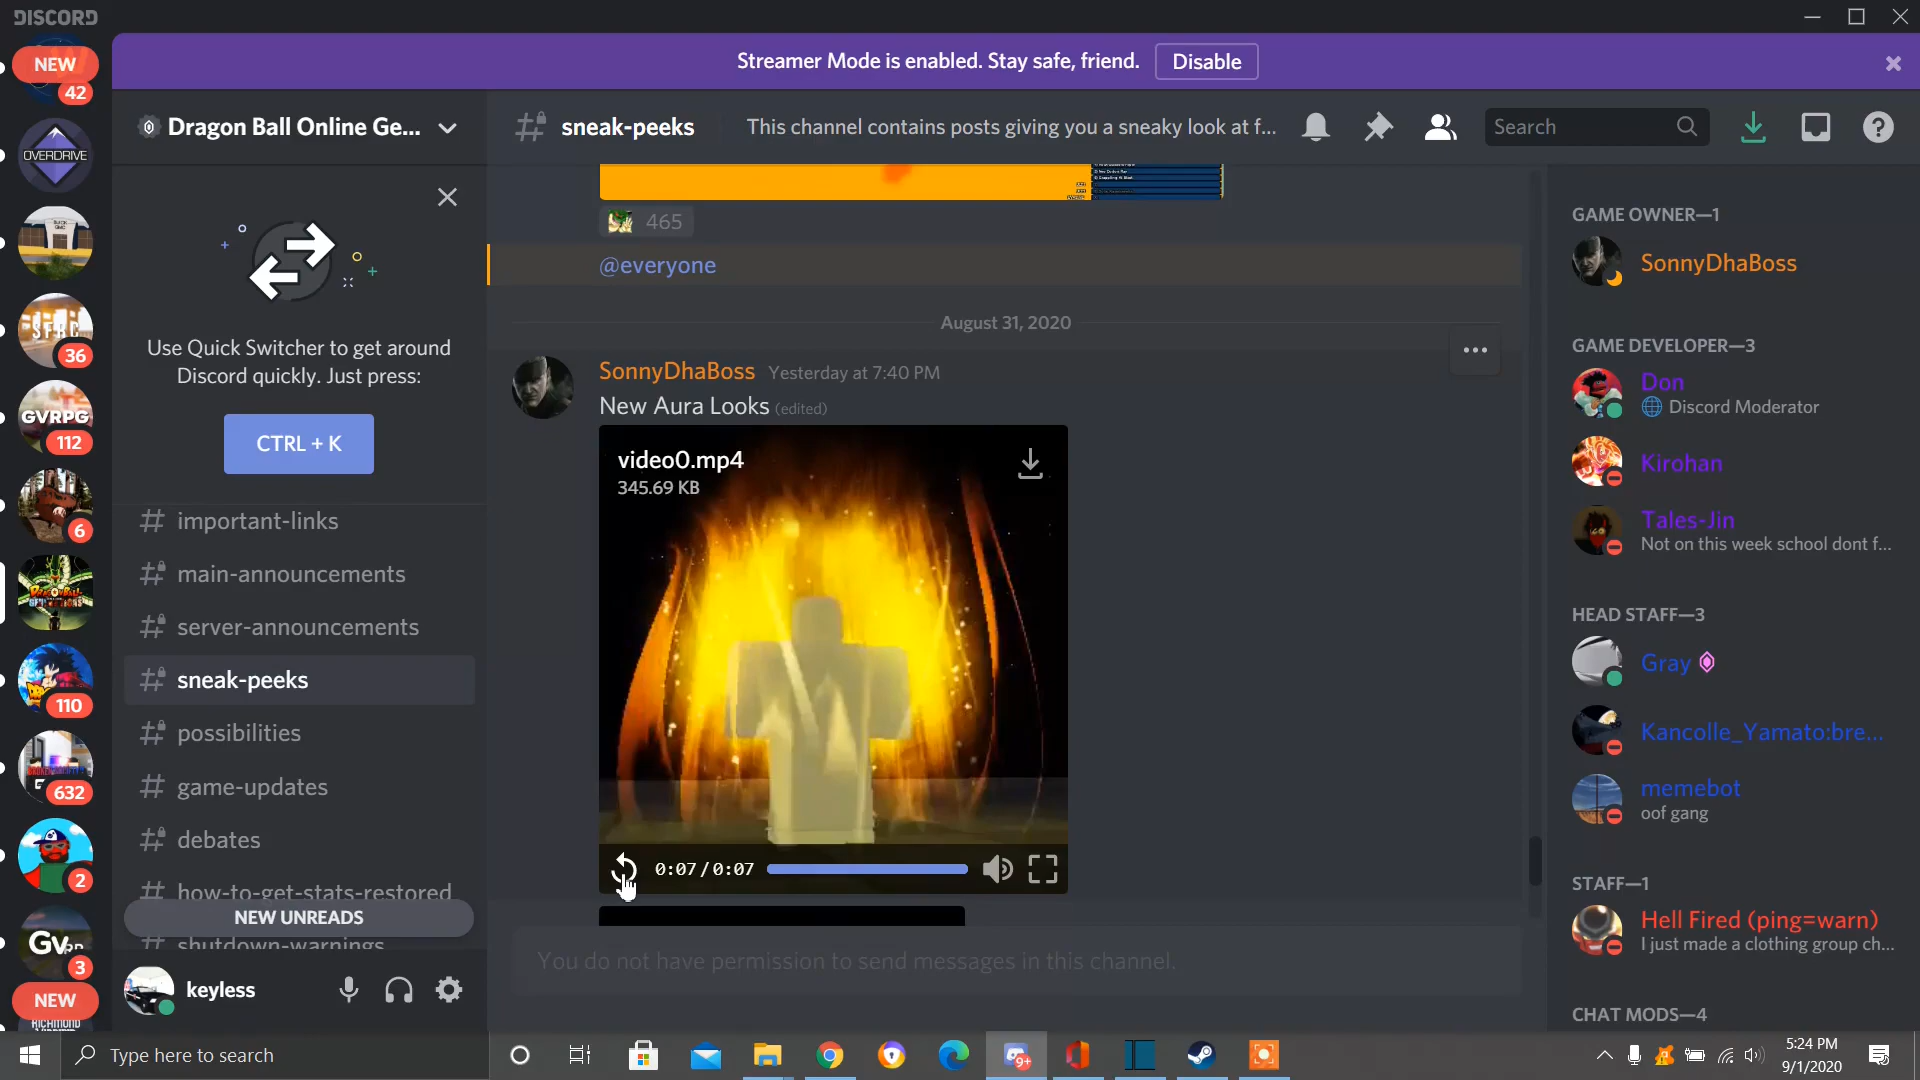 DISCORD
Streamer Mode is enabled. Stay safe, friend.
Disable
NEW
42
OVERDRIVE
SFRC
36
GVRPG
112
6
110
632
2
GV
3
NEW
RICHMOND
Dragon Ball Online Ge...
Use Quick Switcher to get around
Discord quickly. Just press:
CTRL + K
important-links
main-announcements
server-announcements
sneak-peeks
possibilities
game-updates
debates
how-to-get-stats-restored
NEW UNREADS
shutdown-warnings
keyless
sneak-peeks
This channel contains posts giving you a sneaky look at f...
Search
465
@everyone
August 31, 2020
SonnyDhaBoss Yesterday at 7:40 PM
New Aura Looks (edited)
video0.mp4
345.69 KB
0:07/0:07
You do not have permission to send messages in this channel.
GAME OWNER—1
SonnyDhaBoss
GAME DEVELOPER—3
Don
Discord Moderator
Kirohan
Tales-Jin
Not on this week school dont f...
HEAD STAFF—3
Gray
Kancolle_Yamato:bre...
memebot
oof gang
STAFF—1
Hell Fired (ping=warn)
I just made a clothing group ch...
CHAT MODS—4
Type here to search
9+
5:24 PM
9/1/2020